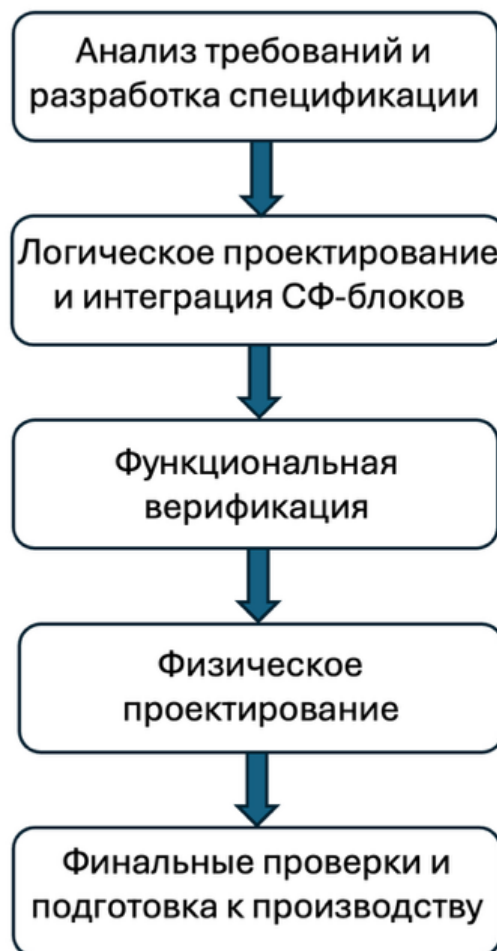 Анализ требований и
разработка спецификации
Логическое проектирование
и интеграция СФ-блоков
Функциональная
верификация
Физическое
проектирование
Финальные проверки и
подготовка к производству